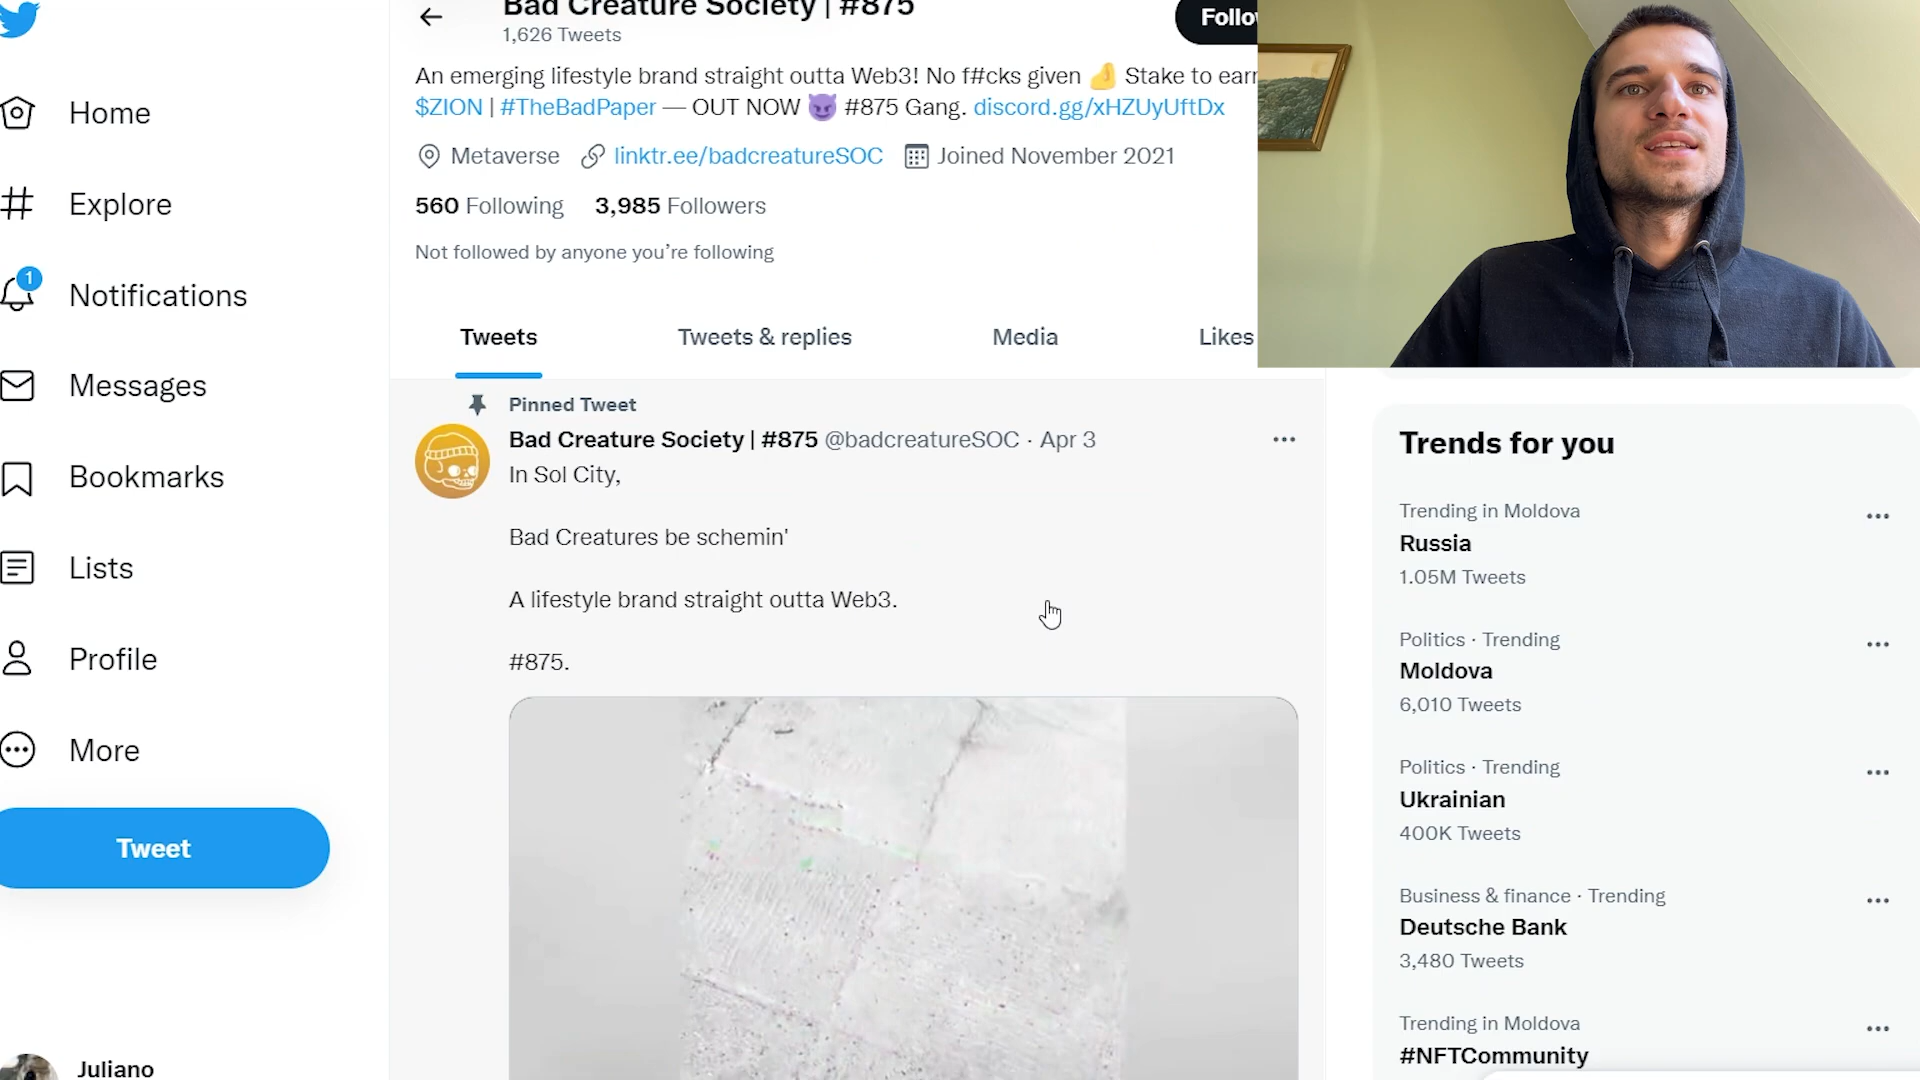 Bad Creature Society | #875
1,626 Tweets
An emerging lifestyle brand straight outta Web3! No f#cks given 🤌 Stake to earn
$ZION | #TheBadPaper — OUT NOW 😈 #875 Gang. discord.gg/xHZUyUftDx
Metaverse linktr.ee/badcreatureSOC Joined November 2021
560 Following 3,985 Followers
Not followed by anyone you’re following
Tweets Tweets & replies Media Likes
Pinned Tweet
Bad Creature Society | #875 @badcreatureSOC · Apr 3
In Sol City,
Bad Creatures be schemin'
A lifestyle brand straight outta Web3.
#875.
Home
Explore
1
Notifications
Messages
Bookmarks
Lists
Profile
More
Tweet
Juliano
Trends for you
Trending in Moldova
Russia
1.05M Tweets
Politics · Trending
Moldova
6,010 Tweets
Politics · Trending
Ukrainian
400K Tweets
Business & finance · Trending
Deutsche Bank
3,480 Tweets
Trending in Moldova
#NFTCommunity